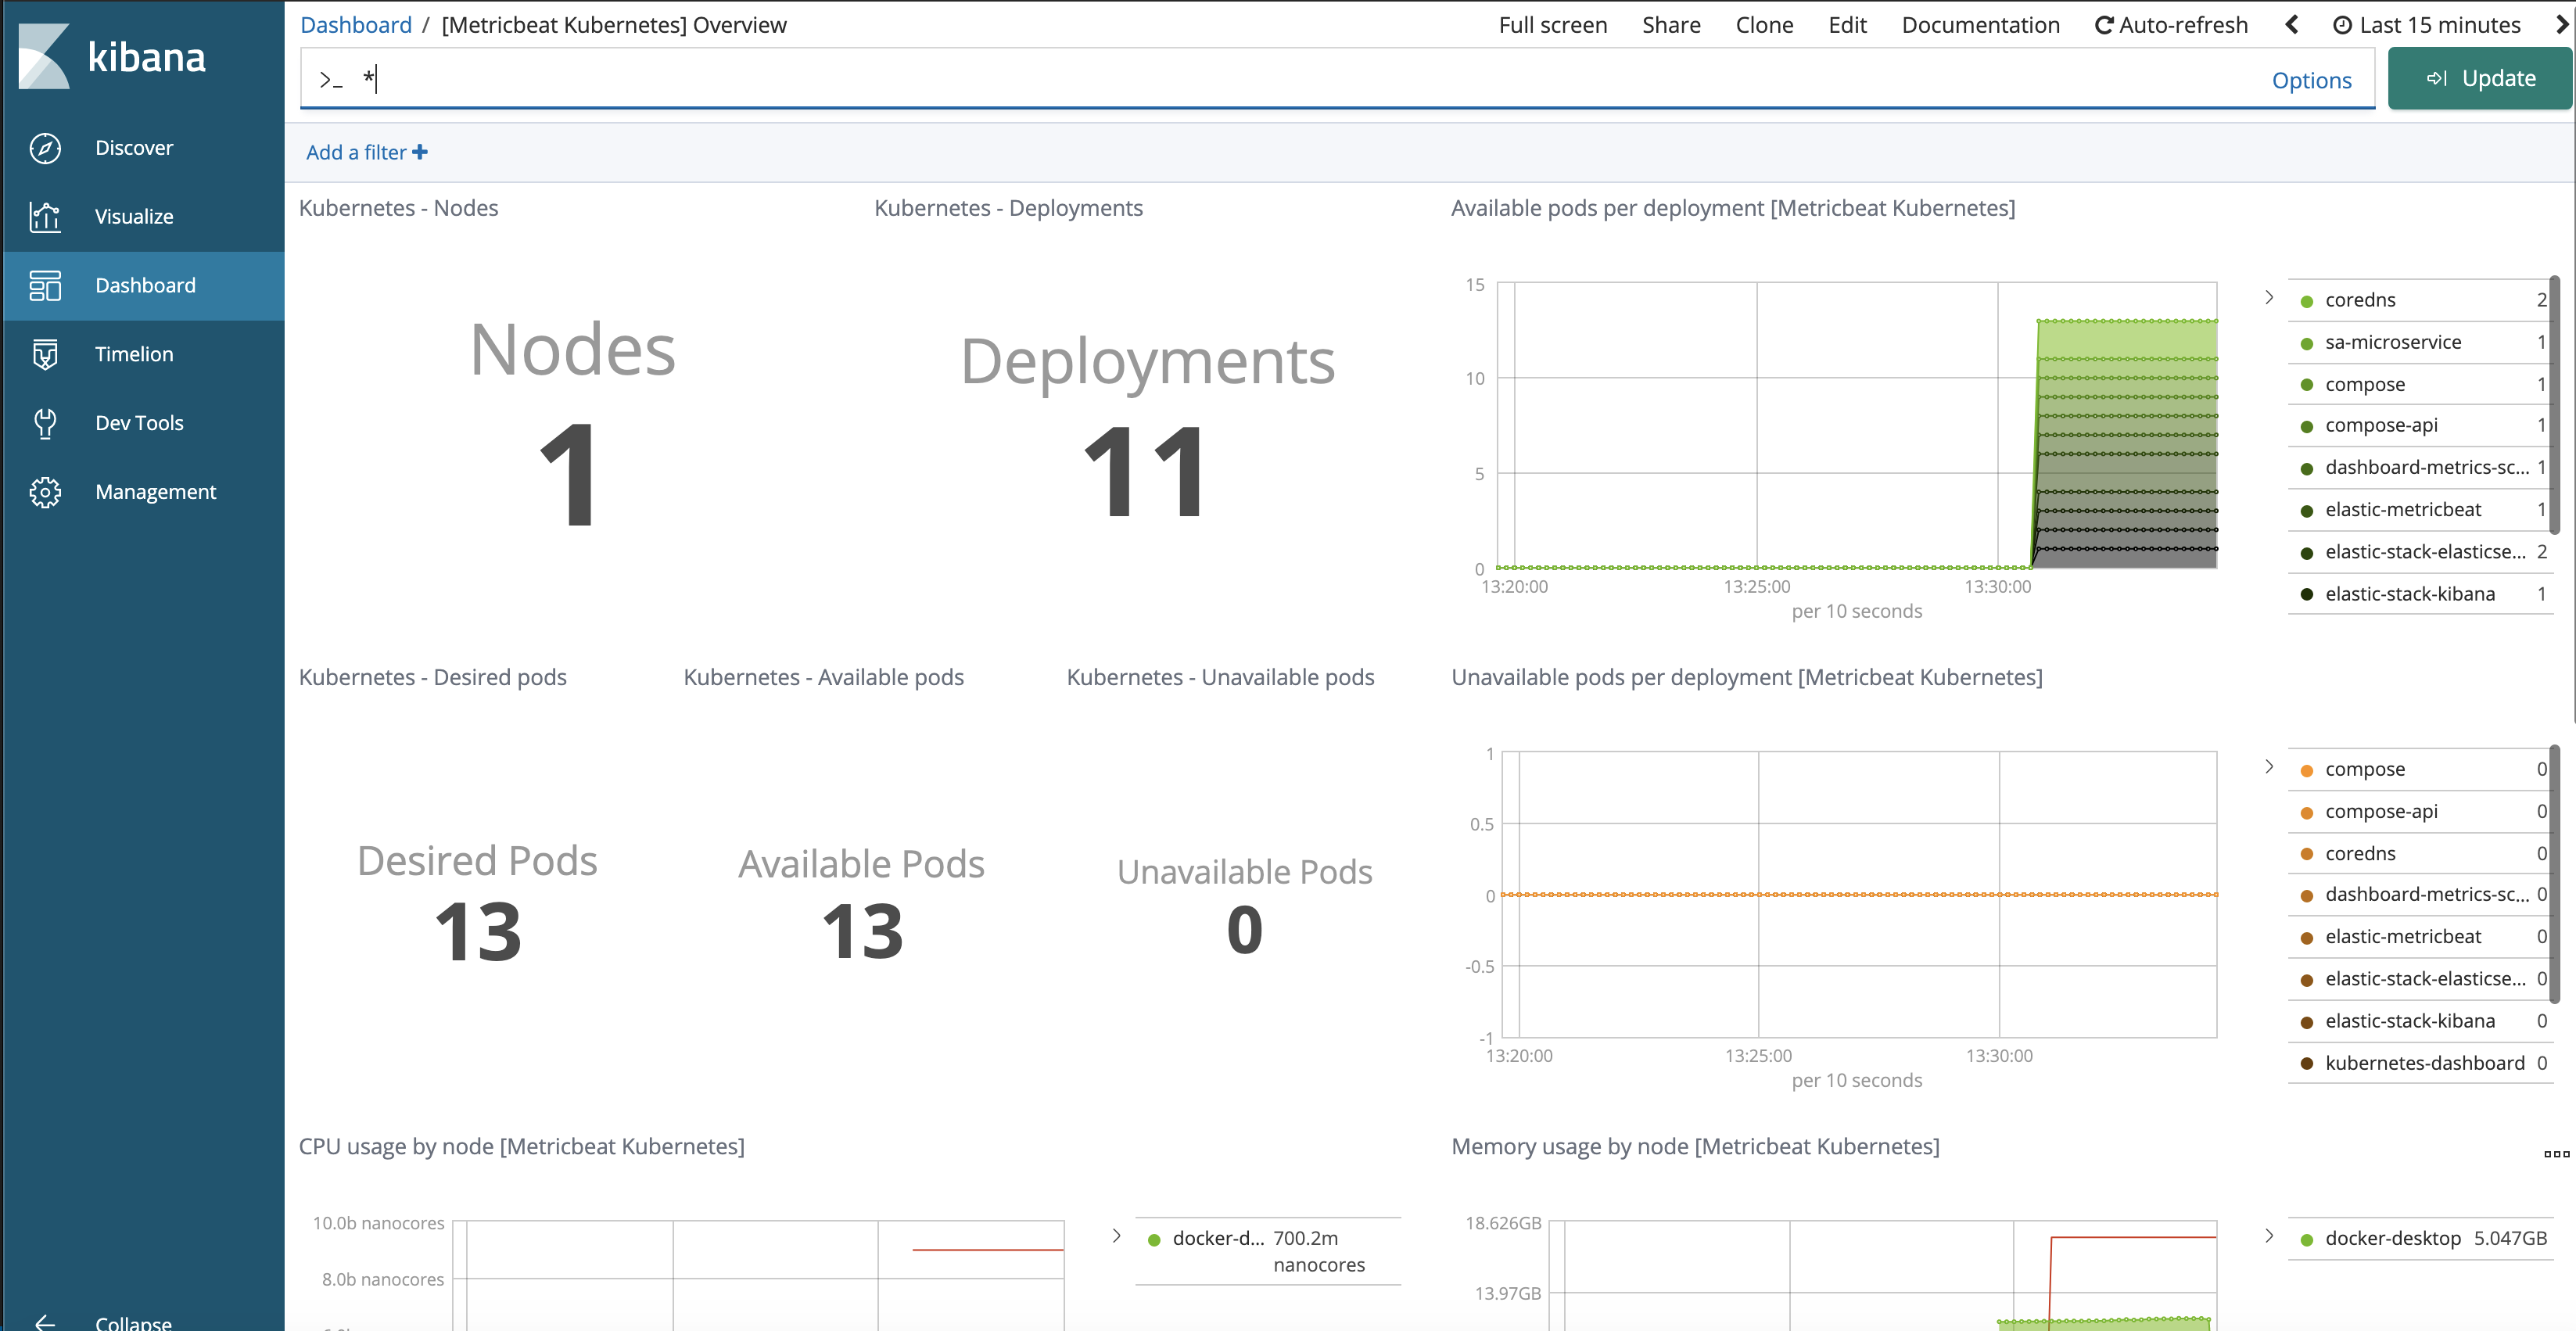 kibana
Discover
Visualize
Dashboard
Timelion
Dev Tools
Management
Collapse
Dashboard / [Metricbeat Kubernetes] Overview
Full screen Share Clone Edit Documentation Auto-refresh Last 15 minutes
>_ *
Options
Update
Add a filter +
Kubernetes - Nodes
Nodes
1
Kubernetes - Deployments
Deployments
11
Available pods per deployment [Metricbeat Kubernetes]
15
10
5
0
13:20:00 13:25:00 13:30:00
per 10 seconds
coredns 2
sa-microservice 1
compose 1
compose-api 1
dashboard-metrics-sc... 1
elastic-metricbeat 1
elastic-stack-elasticse... 2
elastic-stack-kibana 1
Kubernetes - Desired pods
Desired Pods
13
Kubernetes - Available pods
Available Pods
13
Kubernetes - Unavailable pods
Unavailable Pods
0
Unavailable pods per deployment [Metricbeat Kubernetes]
1
0.5
0
-0.5
-1
13:20:00 13:25:00 13:30:00
per 10 seconds
compose 0
compose-api 0
coredns 0
dashboard-metrics-sc... 0
elastic-metricbeat 0
elastic-stack-elasticse... 0
elastic-stack-kibana 0
kubernetes-dashboard 0
CPU usage by node [Metricbeat Kubernetes]
10.0b nanocores
8.0b nanocores
docker-d... 700.2m
nanocores
Memory usage by node [Metricbeat Kubernetes]
18.626GB
13.97GB
docker-desktop 5.047GB